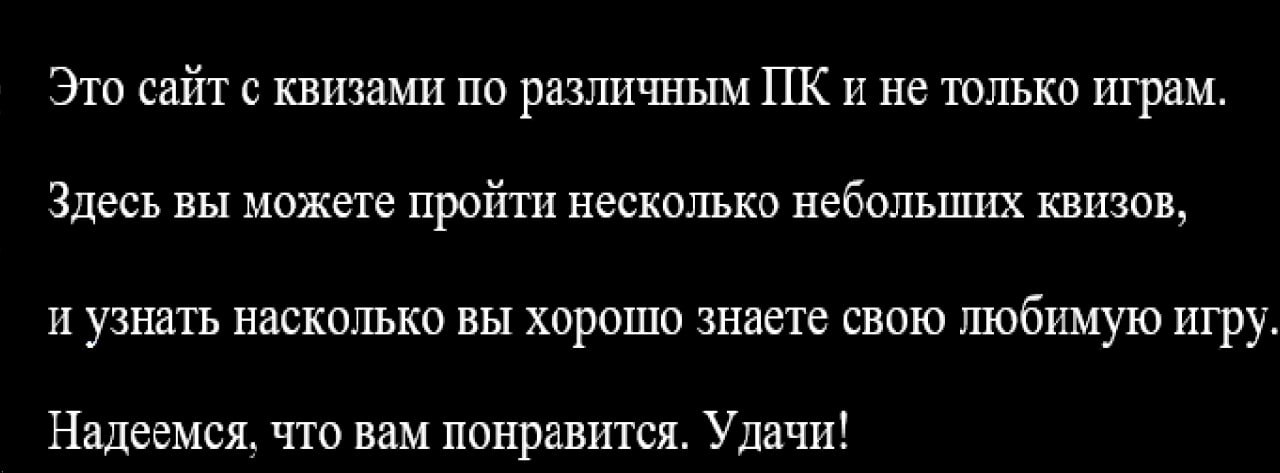 Это сайт с квизами по различным ПК и не только играм.
Здесь вы можете пройти несколько небольших квизов,
и узнать насколько вы хорошо знаете свою любимую игру.
Надеемся, что вам понравится. Удачи!